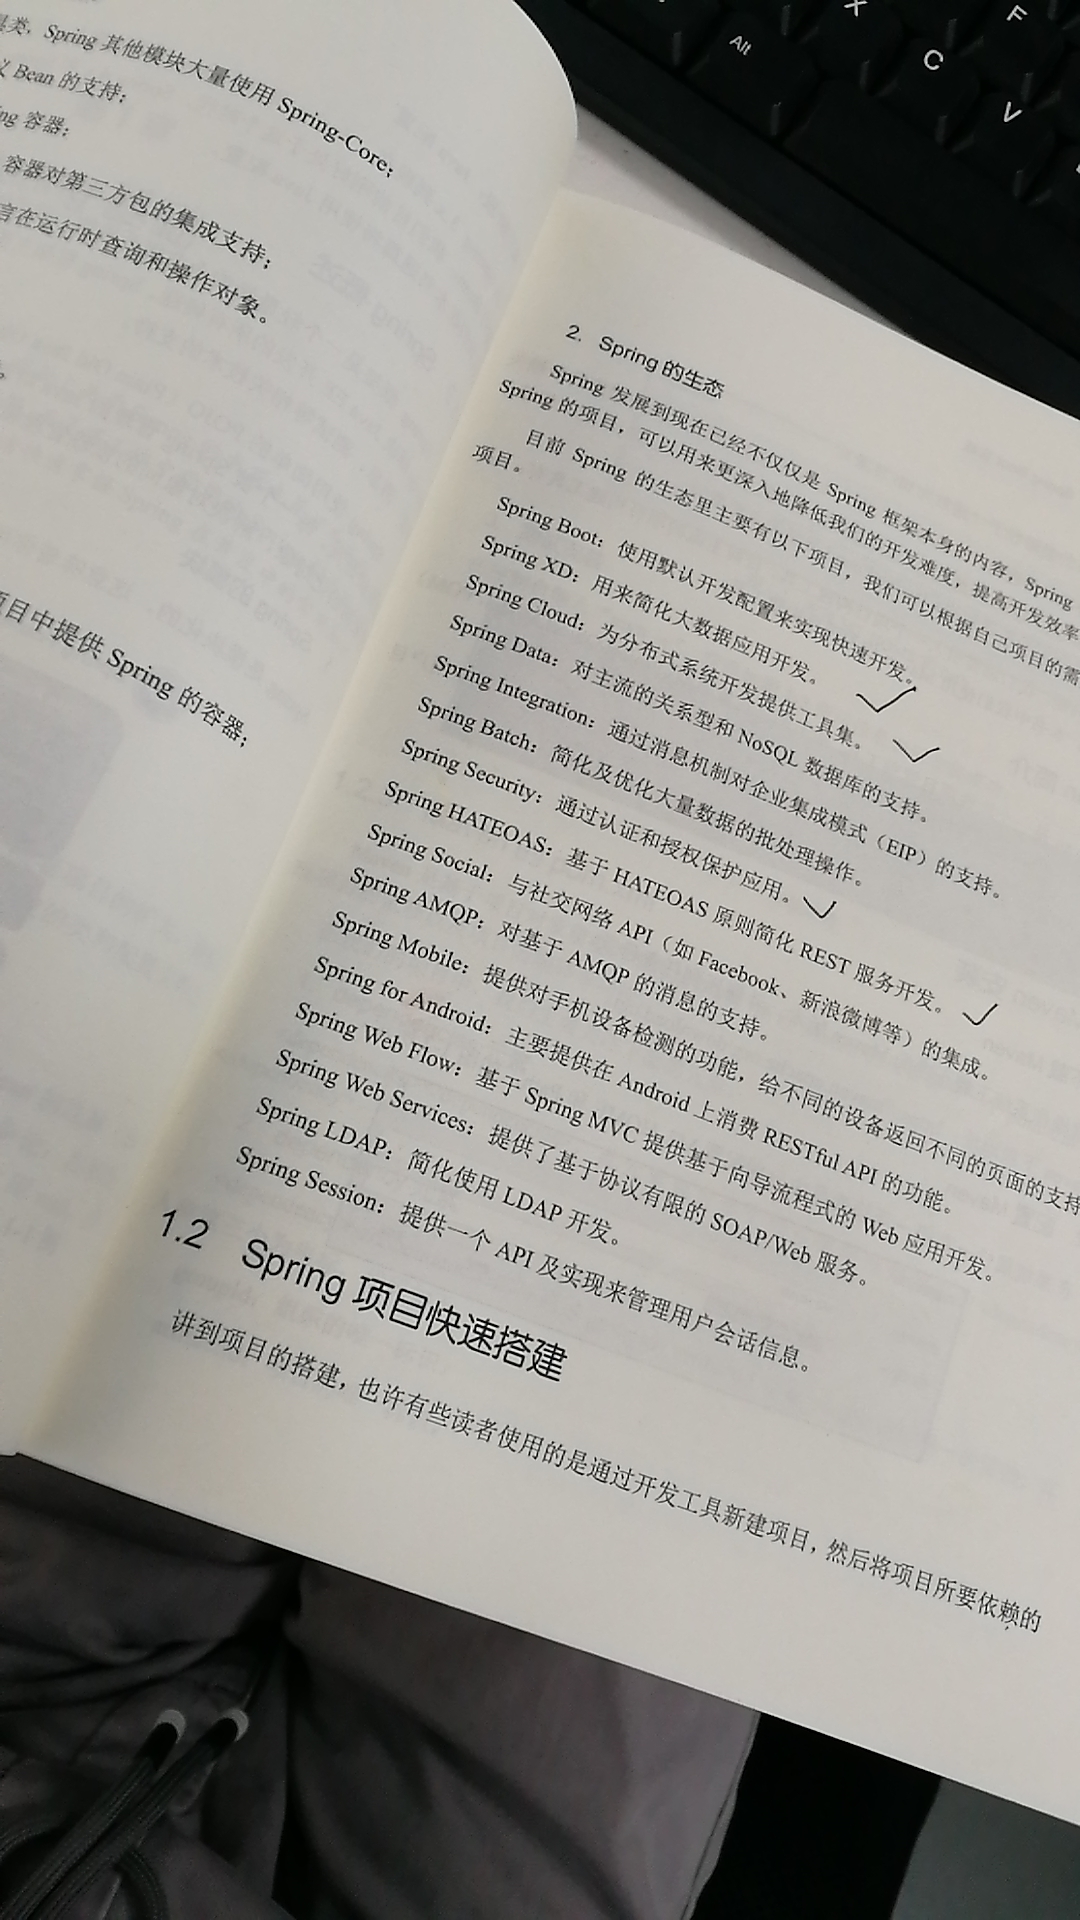 类，Spring 其他模块大量使用 Spring-Core；
Bean 的支持；
容器；
容器对第三方包的集成支持；
言在运行时查询和操作对象。
项目中提供 Spring 的容器；
2. Spring 的生态
Spring 发展到现在已经不仅仅是 Spring 框架本身的内容，Spring
Spring 的项目，可以用来更深入地降低我们的开发难度，提高开发效率
目前 Spring 的生态里主要有以下项目，我们可以根据自己项目的需
项目。
Spring Boot：使用默认开发配置来实现快速开发。
Spring XD：用来简化大数据应用开发。
Spring Cloud：为分布式系统开发提供工具集。
Spring Data：对主流的关系型和 NoSQL 数据库的支持。
Spring Integration：通过消息机制对企业集成模式（EIP）的支持。
Spring Batch：简化及优化大量数据的批处理操作。
Spring Security：通过认证和授权保护应用。
Spring HATEOAS：基于 HATEOAS 原则简化 REST 服务开发。
Spring Social：与社交网络 API（如 Facebook、新浪微博等）的集成。
Spring AMQP：对基于 AMQP 的消息的支持。
Spring Mobile：提供对手机设备检测的功能，给不同的设备返回不同的页面的支持
Spring for Android：主要提供在 Android 上消费 RESTful API 的功能。
Spring Web Flow：基于 Spring MVC 提供基于向导流程式的 Web 应用开发。
Spring Web Services：提供了基于协议有限的 SOAP/Web 服务。
Spring LDAP：简化使用 LDAP 开发。
Spring Session：提供一个 API 及实现来管理用户会话信息。
1.2 Spring 项目快速搭建
讲到项目的搭建，也许有些读者使用的是通过开发工具新建项目，然后将项目所要依赖的
Alt
X
C
V
F